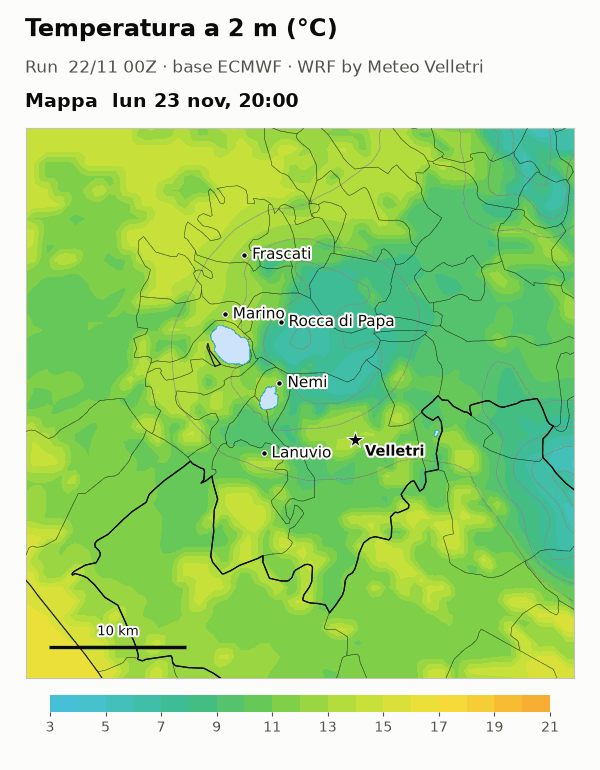 Temperatura a 2 m (°C)
Run  22/11 00Z · base ECMWF · WRF by Meteo Velletri
Mappa  lun 23 nov, 20:00
Frascati
Marino
Rocca di Papa
Nemi
Velletri
Lanuvio
10 km
3 5 7 9 11 13 15 17 19 21